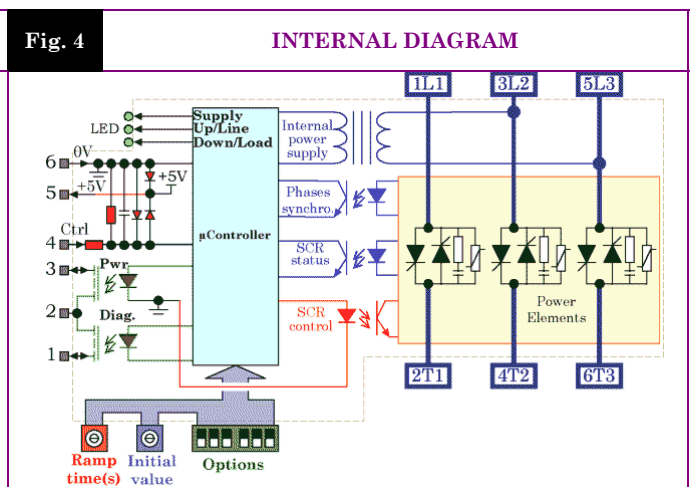 Fig. 4
INTERNAL DIAGRAM
1L1
3L2
5L3
LED
Supply
Up/Line
Down/Load
Internal
power
supply
6
0V
5
+5V
+5V
Phases
synchro.
4
Ctrl
µController
SCR
status
3
Pwr
2
Diag.
1
SCR
control
Power
Elements
2T1
4T2
6T3
Ramp
time(s)
Initial
value
Options